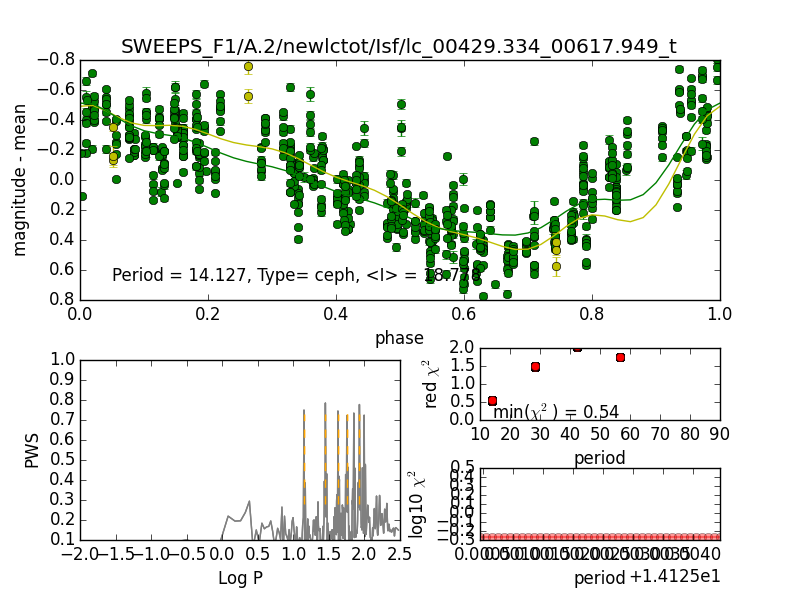 SWEEPS_F1/A.2/newlctot/Isf/lc_00429.334_00617.949_t
−0.8
−0.6
−0.4
−0.2
0.0
0.2
0.4
0.6
0.8
magnitude - mean
Period = 14.127, Type= ceph, <I> = 18.778
0.0 0.2 0.4 0.6 0.8 1.0
phase
1.0
0.9
0.8
0.7
0.6
0.5
0.4
0.3
0.2
0.1
PWS
−2.0 −1.5 −1.0 −0.5 0.0 0.5 1.0 1.5 2.0 2.5
Log P
2.0
1.5
1.0
0.5
0.0
red χ²
min(χ²) = 0.54
10 20 30 40 50 60 70 80 90
period
0.5
0.4
0.3
0.2
0.1
0.0
log10 χ²
period
+1.4125e1